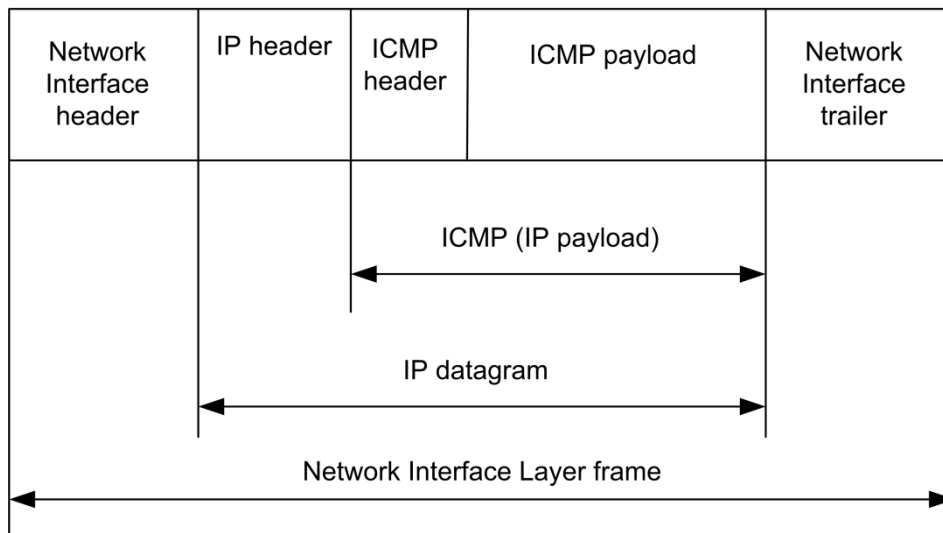 Network
Interface
header
IP header
ICMP
header
ICMP payload
Network
Interface
trailer
ICMP (IP payload)
IP datagram
Network Interface Layer frame